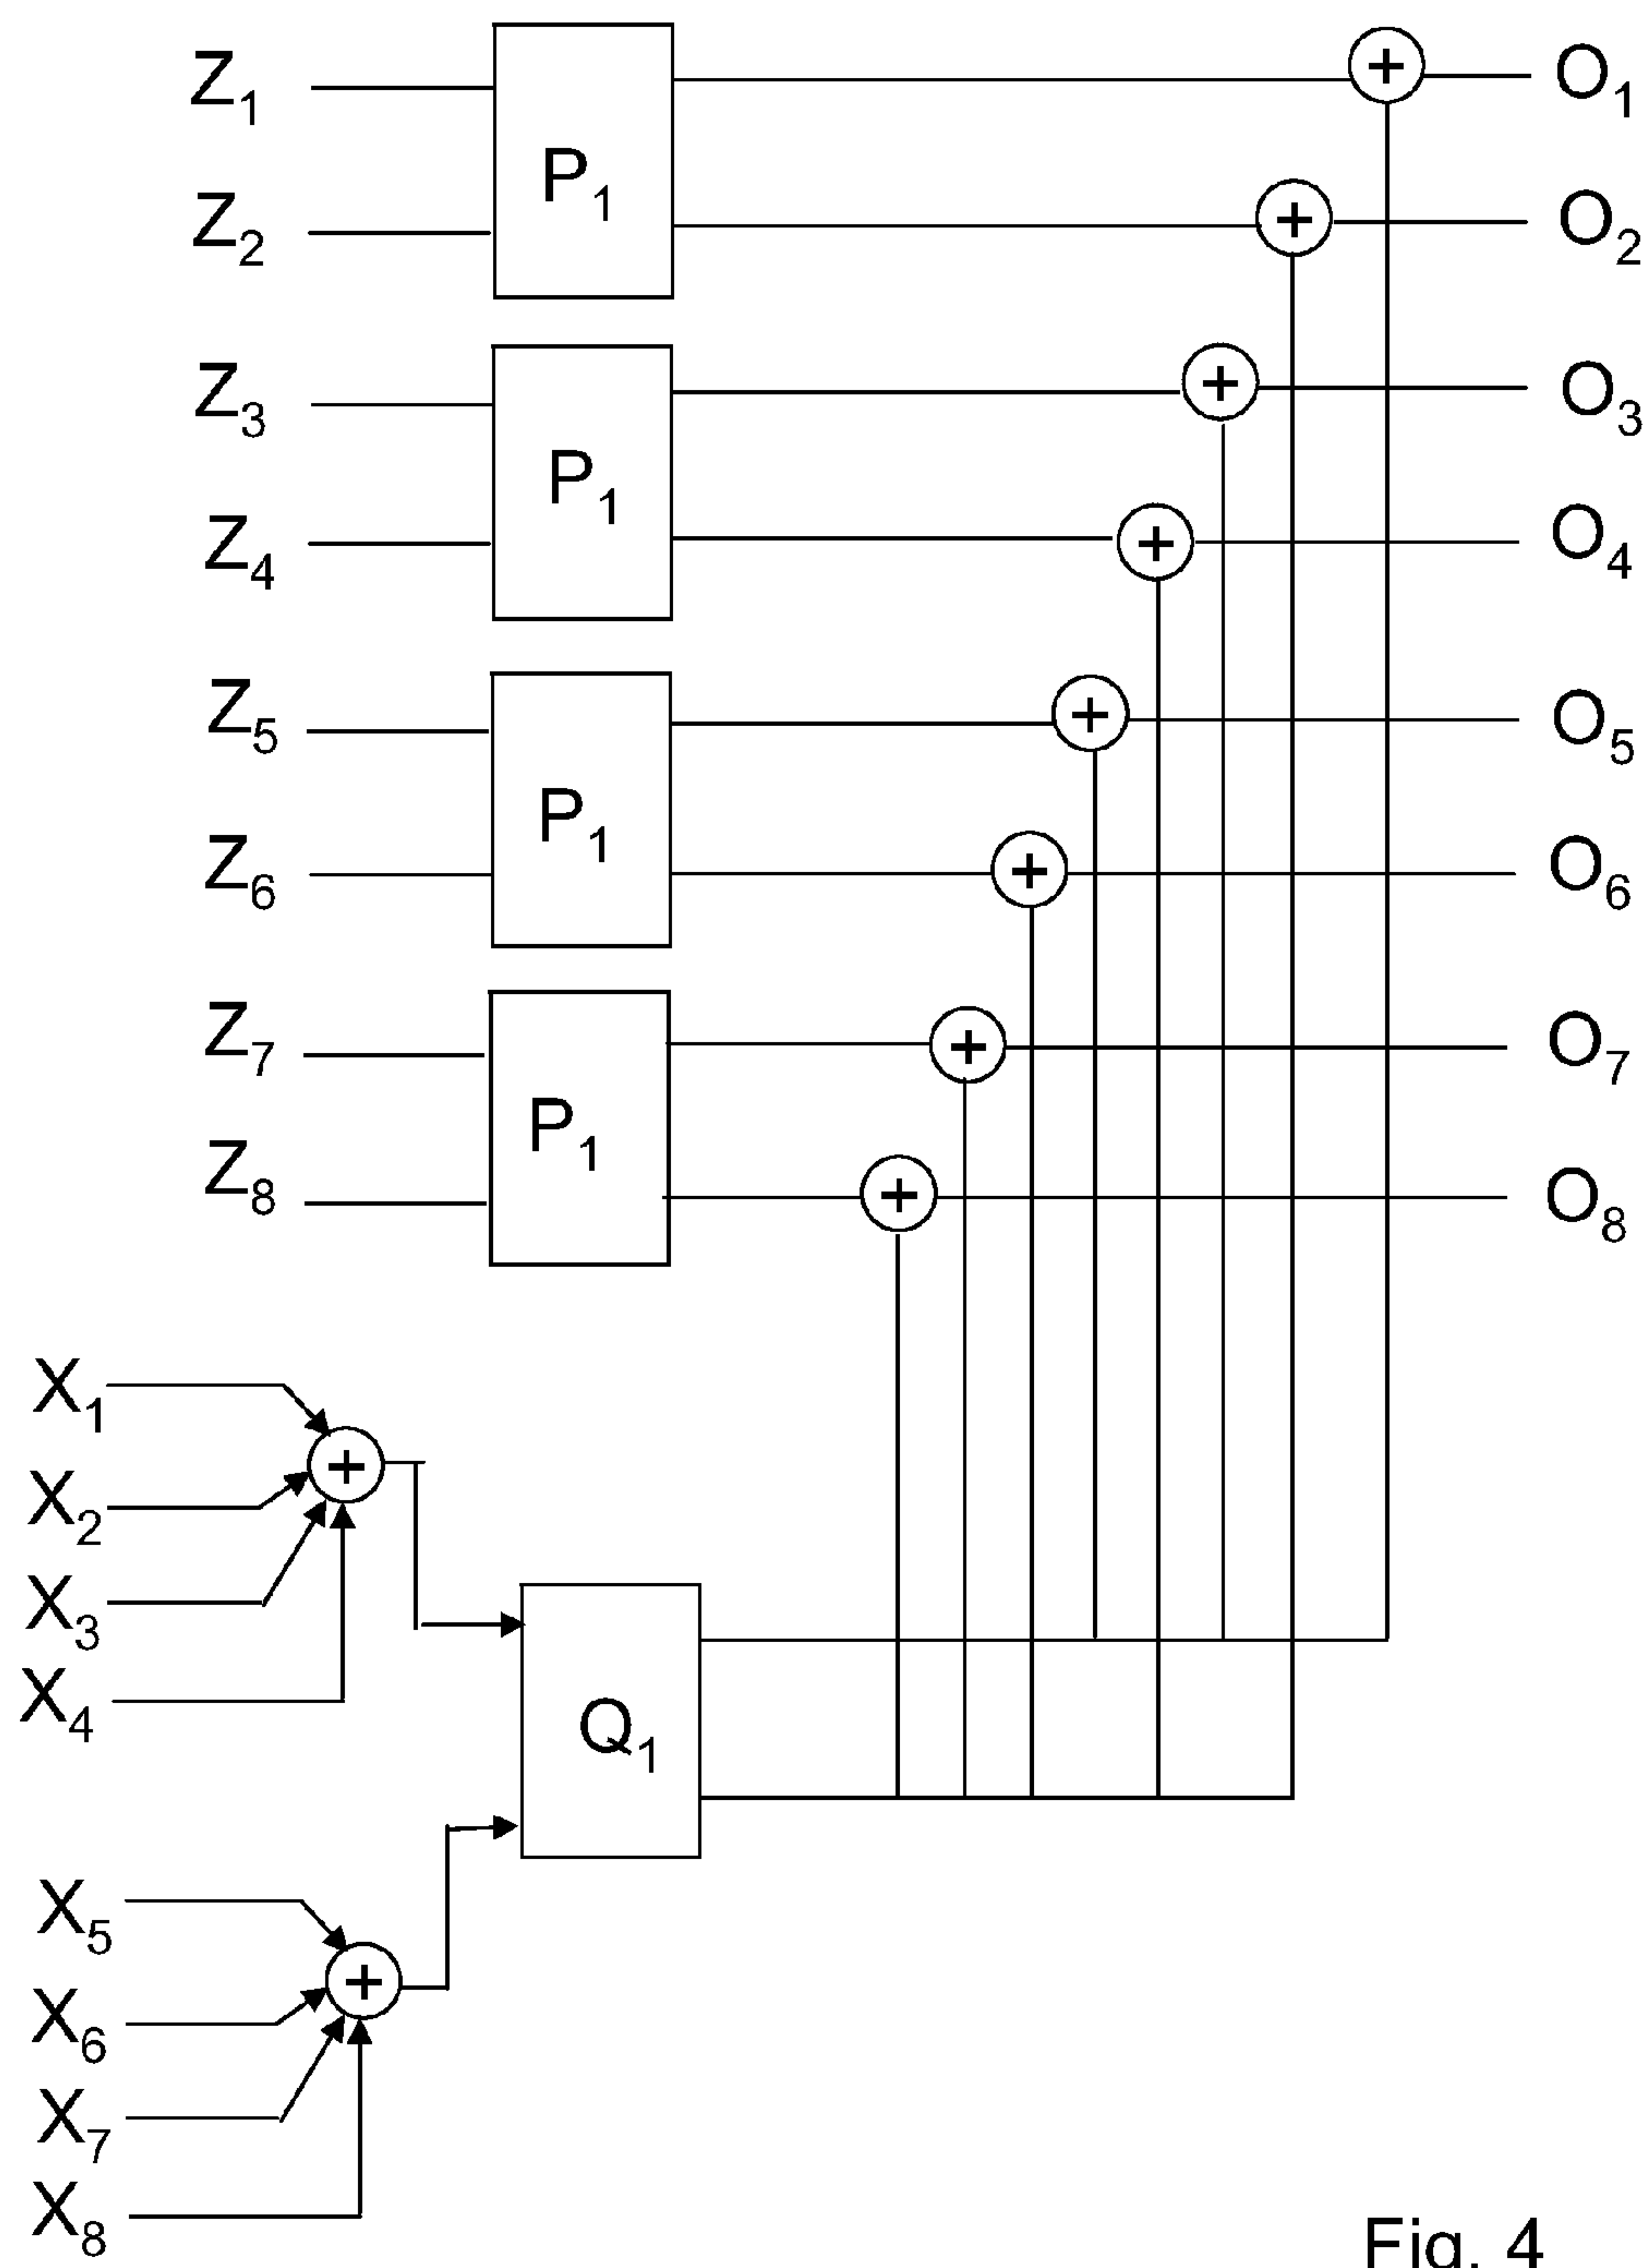 Z1 O1
P1
Z2 O2
Z3 O3
P1
Z4 O4
Z5 O5
P1
Z6 O6
Z7 O7
P1
Z8 O8
X1
X2
X3
X4
Q1
X5
X6
X7
X8
Fig. 4